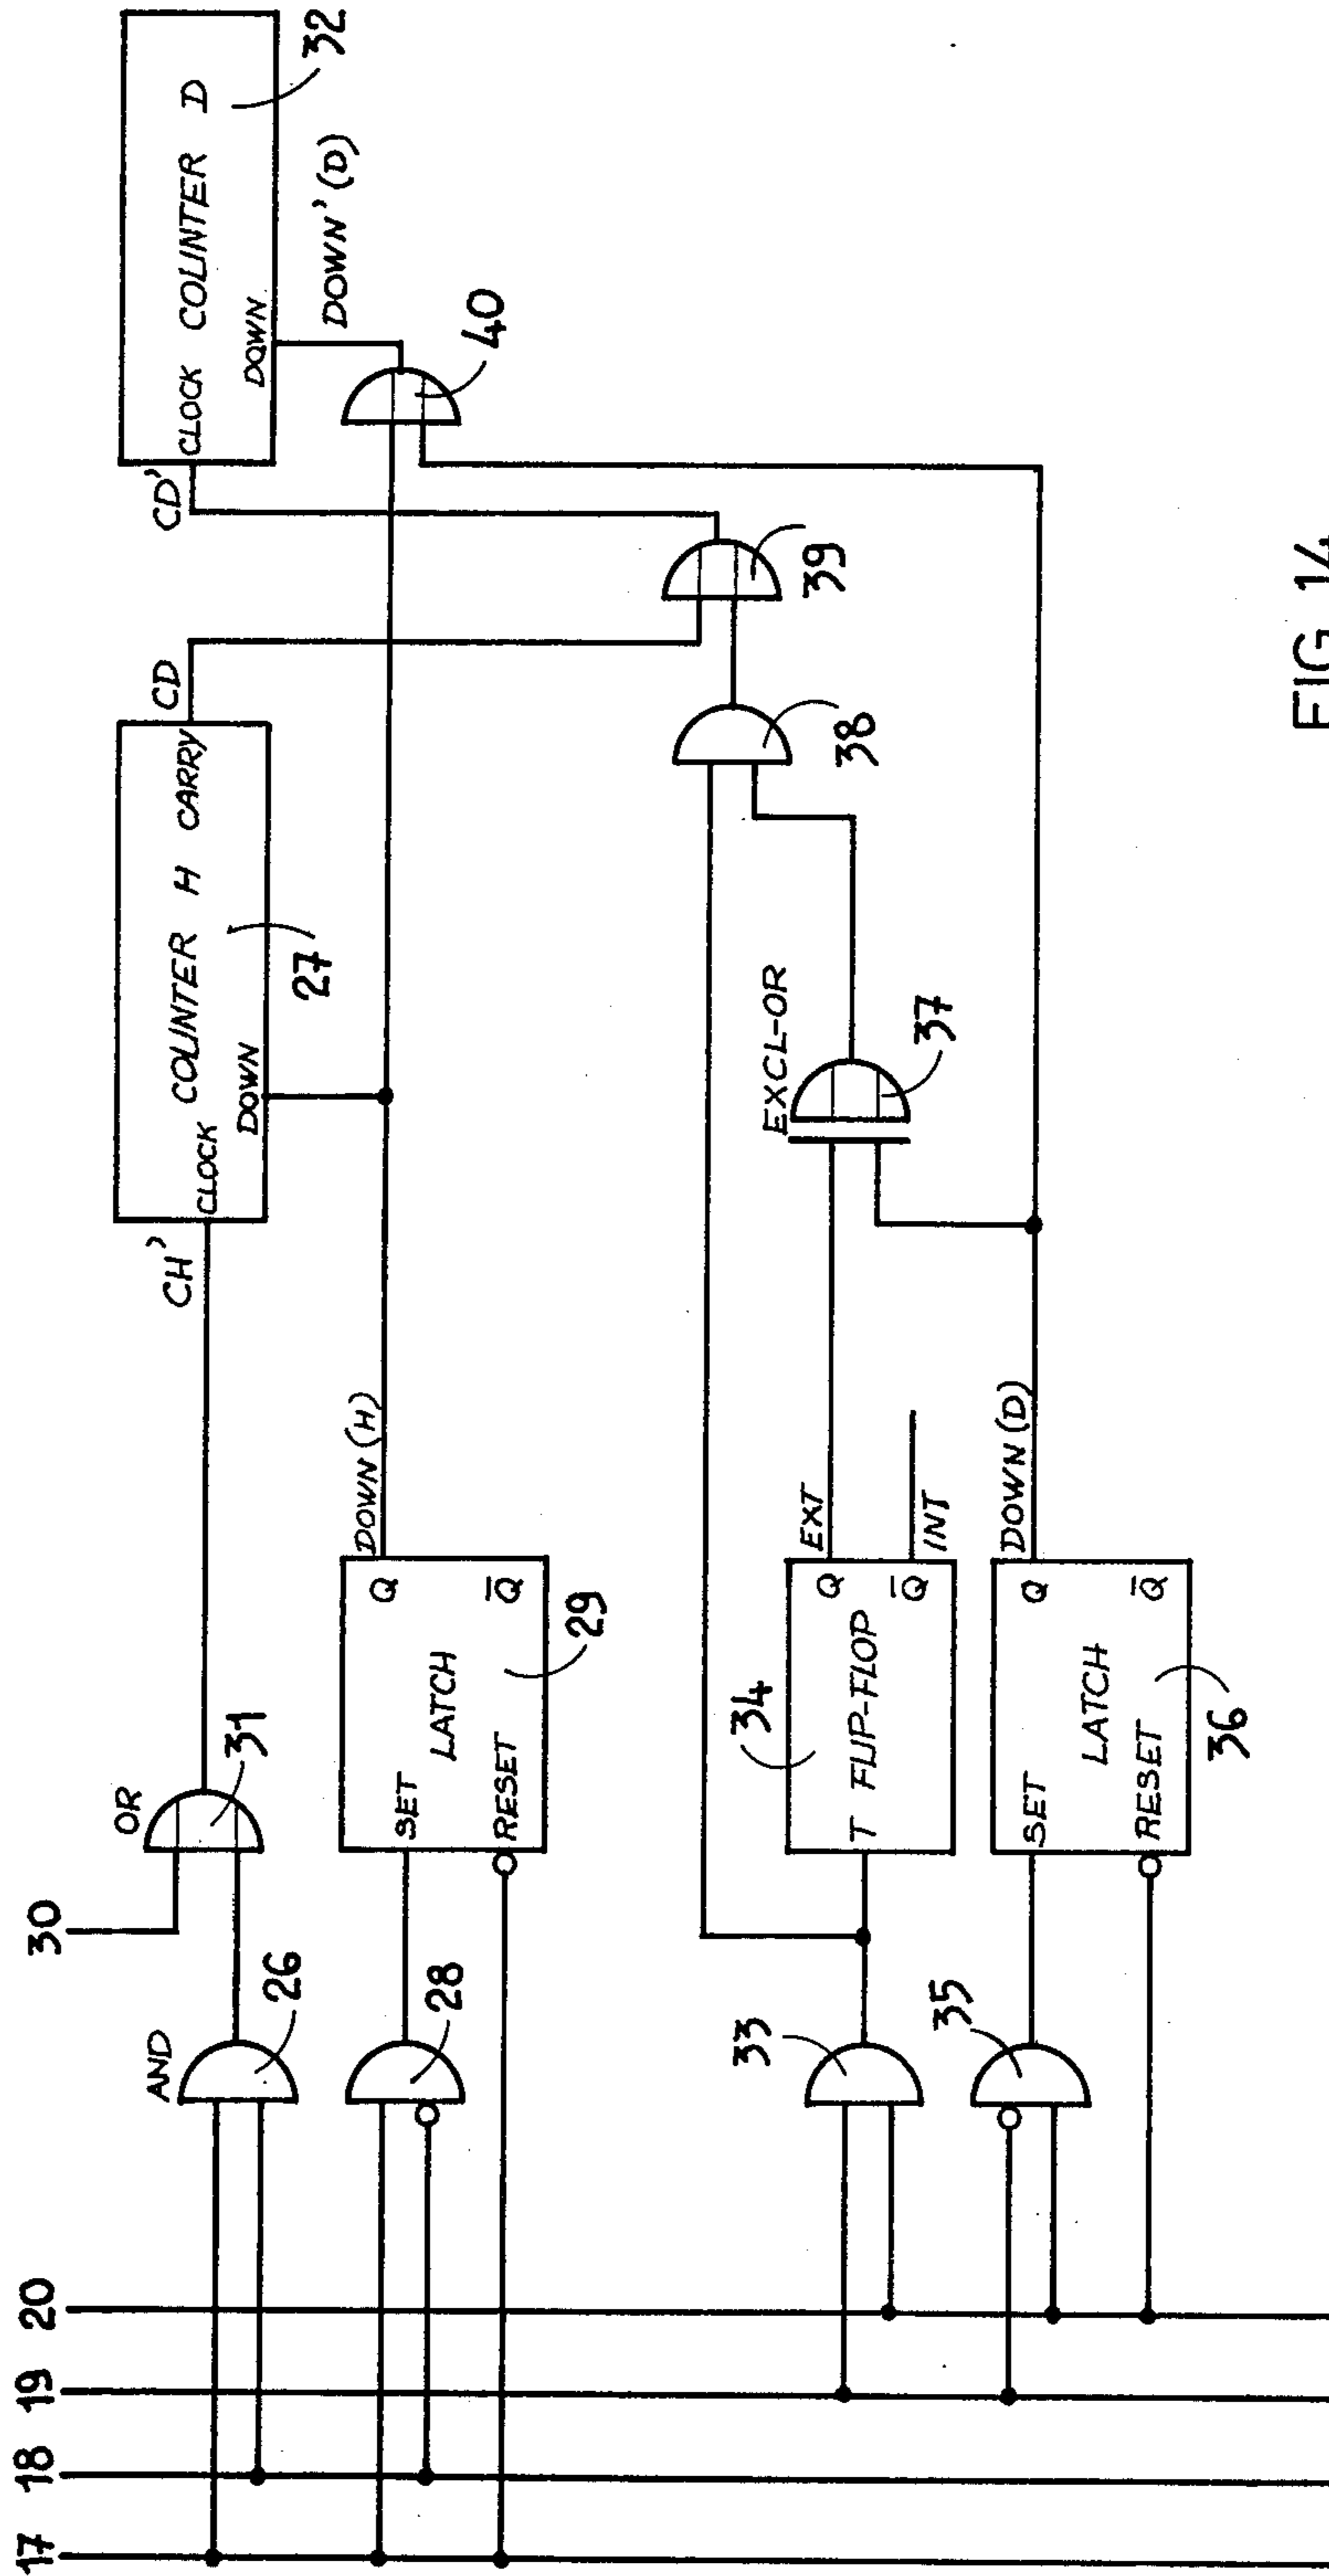 17
18
19
20
30
AND
26
OR
31
CH'
CLOCK
COUNTER H
CARRY
DOWN
27
CD
CD'
CLOCK
COUNTER D
DOWN
32
DOWN' (D)
28
SET
LATCH
RESET
Q
Q̅
29
DOWN (H)
40
39
38
33
34
T FLIP-FLOP
Q
Q̅
EXT
INT
EXCL-OR
37
35
SET
LATCH
RESET
Q
Q̅
36
DOWN (D)
FIG. 14